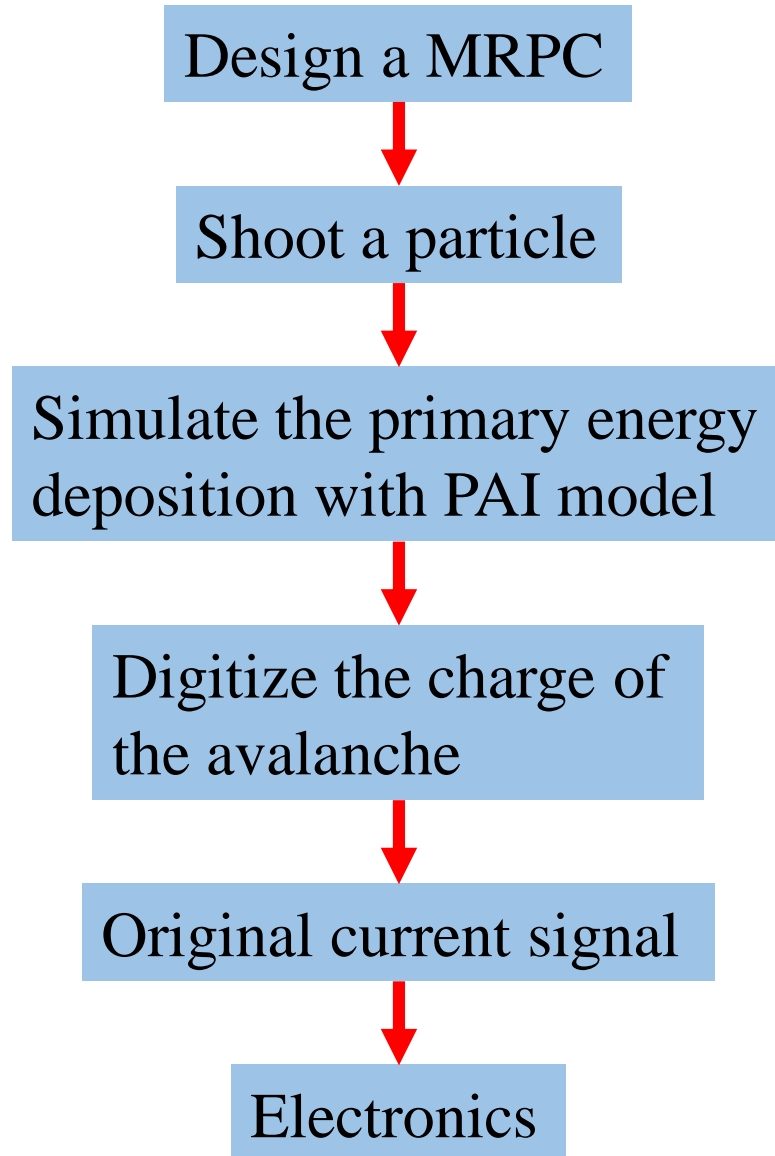 Design a MRPC
Shoot a particle
Simulate the primary energy
deposition with PAI model
Digitize the charge of
the avalanche
Original current signal
Electronics